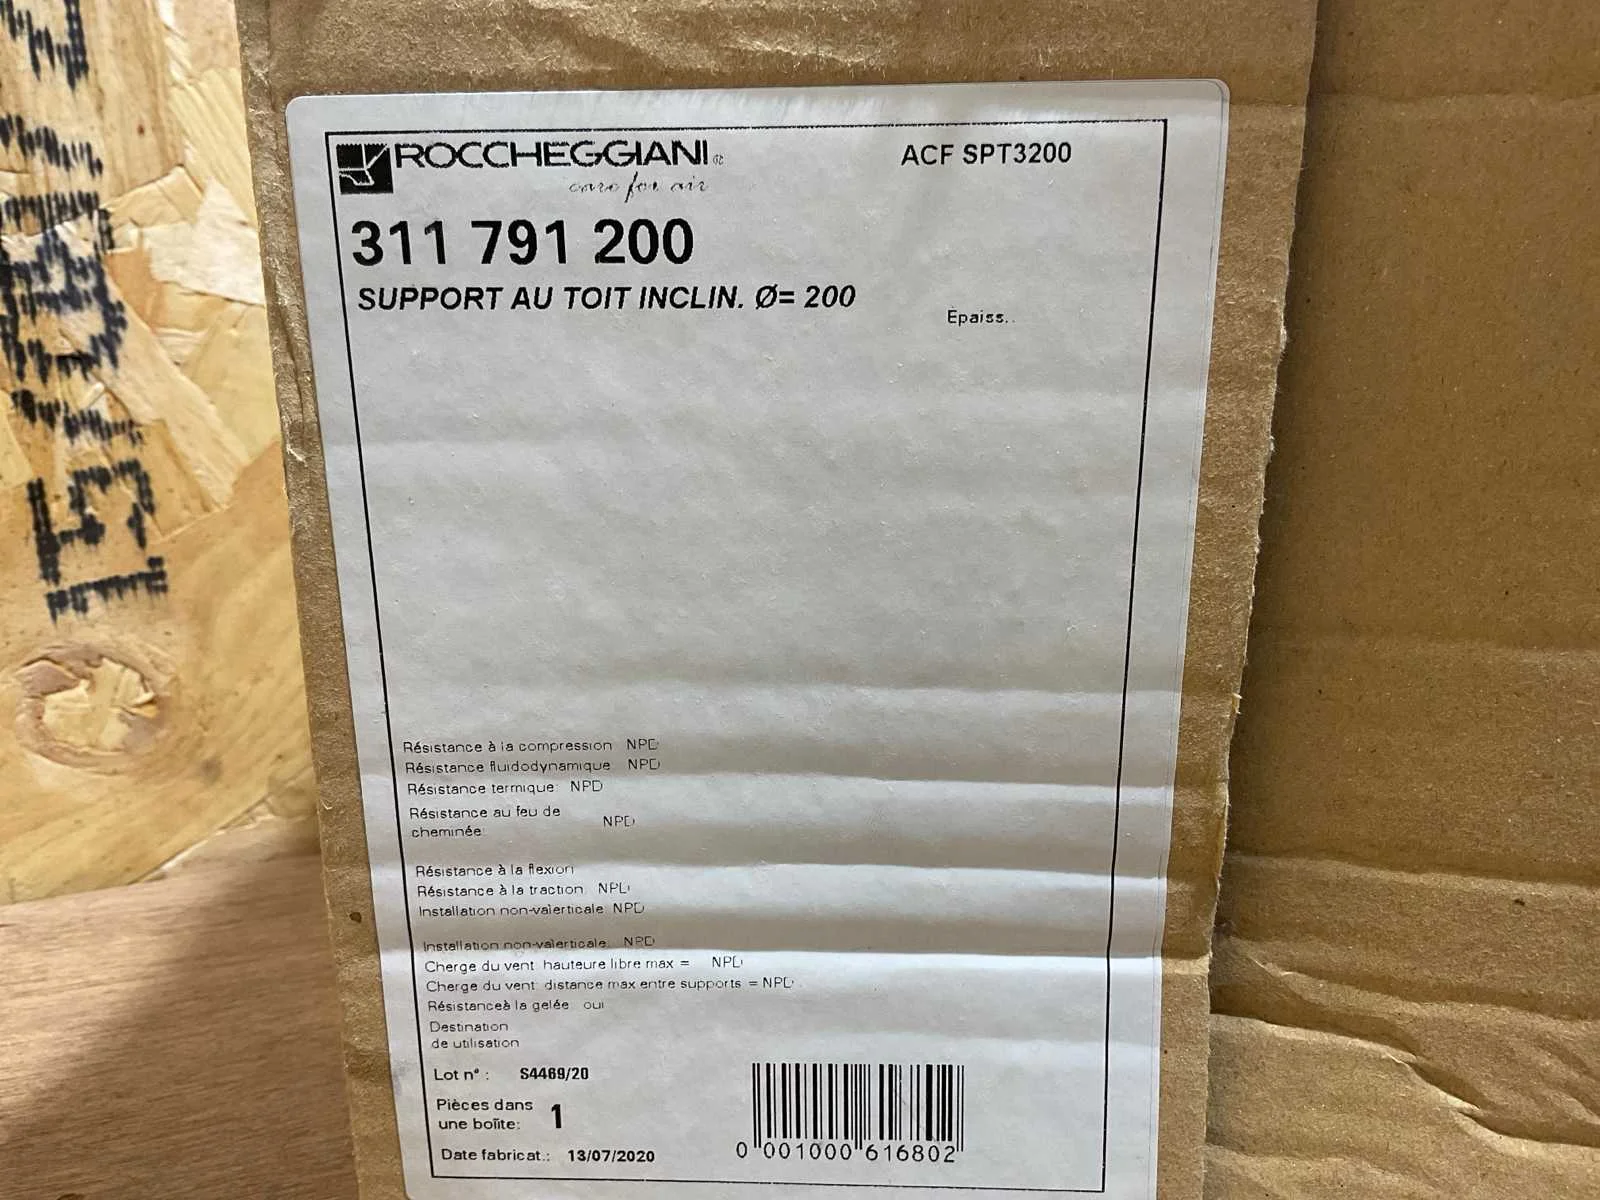 ROCCHEGGIANI®
care for air
ACF SPT3200
311 791 200
SUPPORT AU TOIT INCLIN. Ø= 200
Épaiss..
Résistance à la compression NPD
Résistance fluidodynamique NPD
Résistance termique: NPD
Résistance au feu de
cheminée: NPD
Résistance à la flexion
Résistance à la traction: NPD
Installation non-valerticale: NPD
Installation non-valerticale: NPD
Charge du vent: hauteure libre max = NPD
Charge du vent: distance max entre supports = NPD
Résistanceà la gelée: oui
Destination
de utilisation
Lot n° : S4469/20
Pièces dans
une boîte: 1
Date fabricat.: 13/07/2020
0 001000 616802